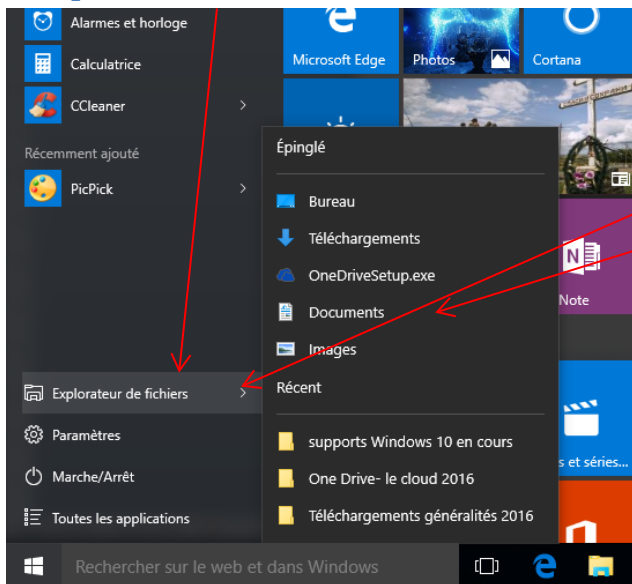 Alarmes et horloge
Calculatrice
CCleaner
Récemment ajouté
PicPick
Explorateur de fichiers
Paramètres
Marche/Arrêt
Toutes les applications
Microsoft Edge
Photos
Cortana
Épinglé
Bureau
Téléchargements
OneDriveSetup.exe
Documents
Images
Récent
supports Windows 10 en cours
One Drive- le cloud 2016
Téléchargements généralités 2016
N
Note
s et séries...
Rechercher sur le web et dans Windows